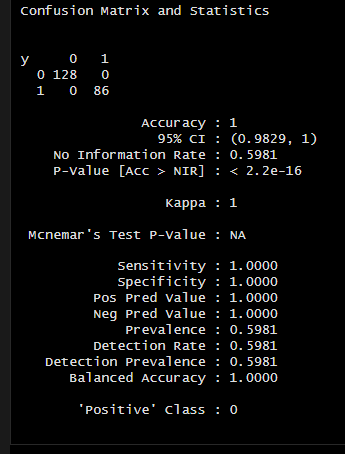 Confusion Matrix and Statistics
y 0 1
0 128 0
1 0 86
Accuracy : 1
95% CI : (0.9829, 1)
No Information Rate : 0.5981
P-Value [Acc > NIR] : < 2.2e-16
Kappa : 1
Mcnemar's Test P-Value : NA
Sensitivity : 1.0000
Specificity : 1.0000
Pos Pred Value : 1.0000
Neg Pred Value : 1.0000
Prevalence : 0.5981
Detection Rate : 0.5981
Detection Prevalence : 0.5981
Balanced Accuracy : 1.0000
'Positive' Class : 0